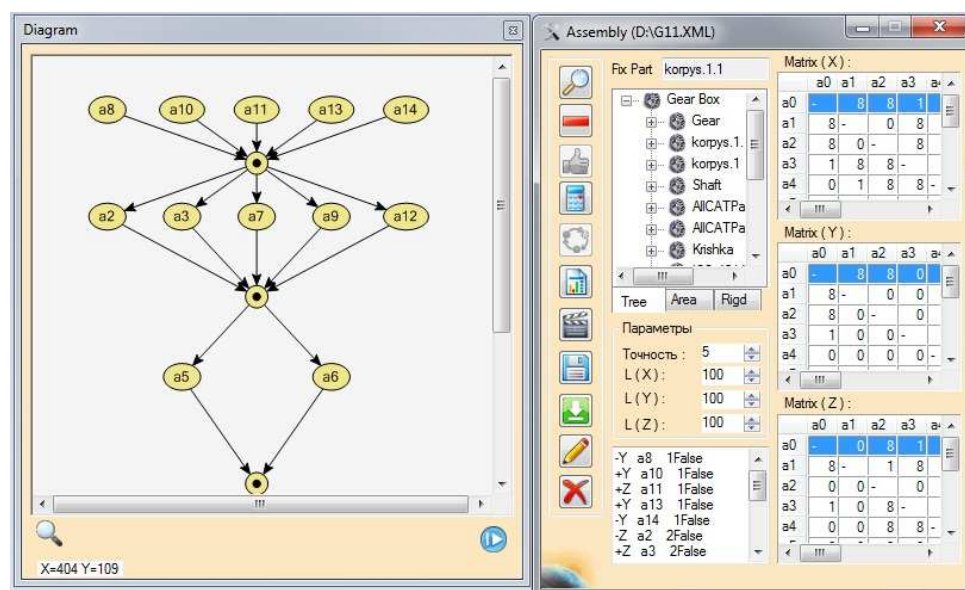 Diagram
a8 a10 a11 a13 a14
a2 a3 a7 a9 a12
a5 a6
X=404 Y=109
Assembly (D:\G11.XML)
Fix Part korpys.1.1
Gear Box
Gear
korpys.1.
korpys.1
Shaft
AllCATPa
AllCATPa
Krishka
Tree Area Rigd
Параметры
Точность : 5
L ( X ) : 100
L ( Y ) : 100
L ( Z ) : 100
-Y a8 1False
+Y a10 1False
+Z a11 1False
+Y a13 1False
-Y a14 1False
-Z a2 2False
+Z a3 2False
Matrix ( X ) :
a0 a1 a2 a3
a0 - 8 8 1
a1 8 - 0 8
a2 8 0 - 8
a3 1 8 8 -
a4 0 1 8 8 -
Matrix ( Y ) :
a0 a1 a2 a3
a0 - 8 8 0
a1 8 - 0 0
a2 8 0 - 0
a3 1 0 0 -
a4 0 0 0 0 -
Matrix ( Z ) :
a0 a1 a2 a3
a0 - 0 8 1
a1 8 - 1 8
a2 0 0 - 0
a3 1 0 8 -
a4 0 0 8 8 -